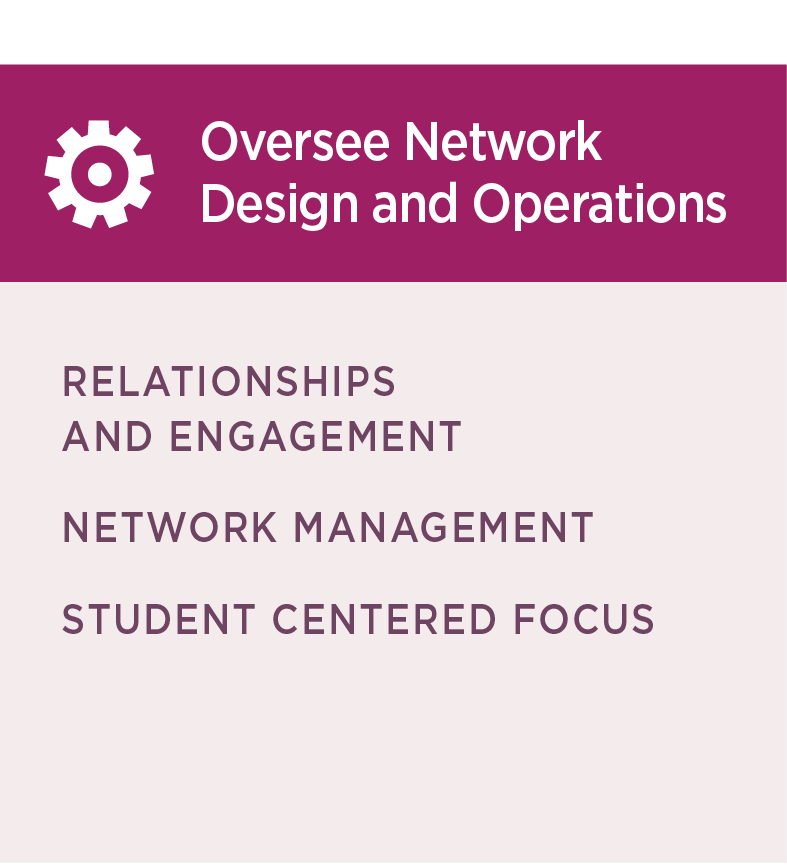 Oversee Network
Design and Operations
RELATIONSHIPS
AND ENGAGEMENT
NETWORK MANAGEMENT
STUDENT CENTERED FOCUS